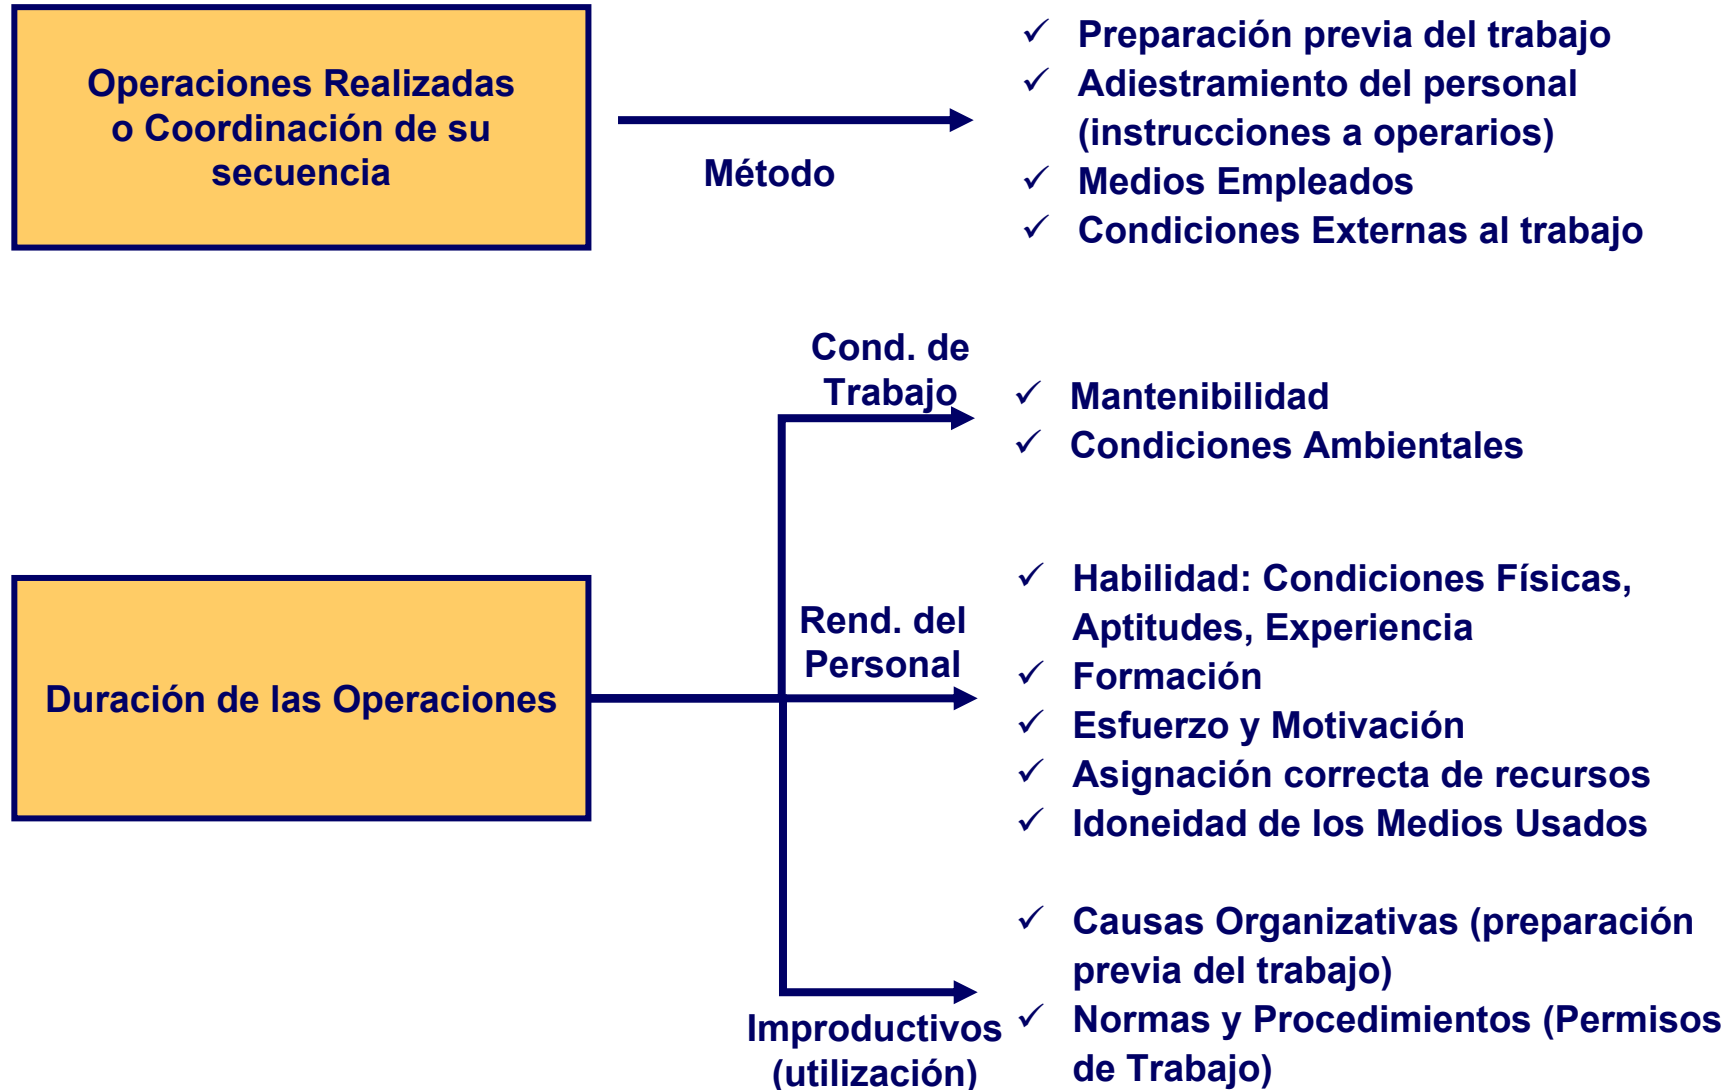 Operaciones Realizadas
o Coordinación de su
secuencia
Método
✓ Preparación previa del trabajo
✓ Adiestramiento del personal
(instrucciones a operarios)
✓ Medios Empleados
✓ Condiciones Externas al trabajo
Duración de las Operaciones
Cond. de
Trabajo
✓ Mantenibilidad
✓ Condiciones Ambientales
Rend. del
Personal
✓ Habilidad: Condiciones Físicas,
Aptitudes, Experiencia
✓ Formación
✓ Esfuerzo y Motivación
✓ Asignación correcta de recursos
✓ Idoneidad de los Medios Usados
Improductivos
(utilización)
✓ Causas Organizativas (preparación
previa del trabajo)
✓ Normas y Procedimientos (Permisos
de Trabajo)